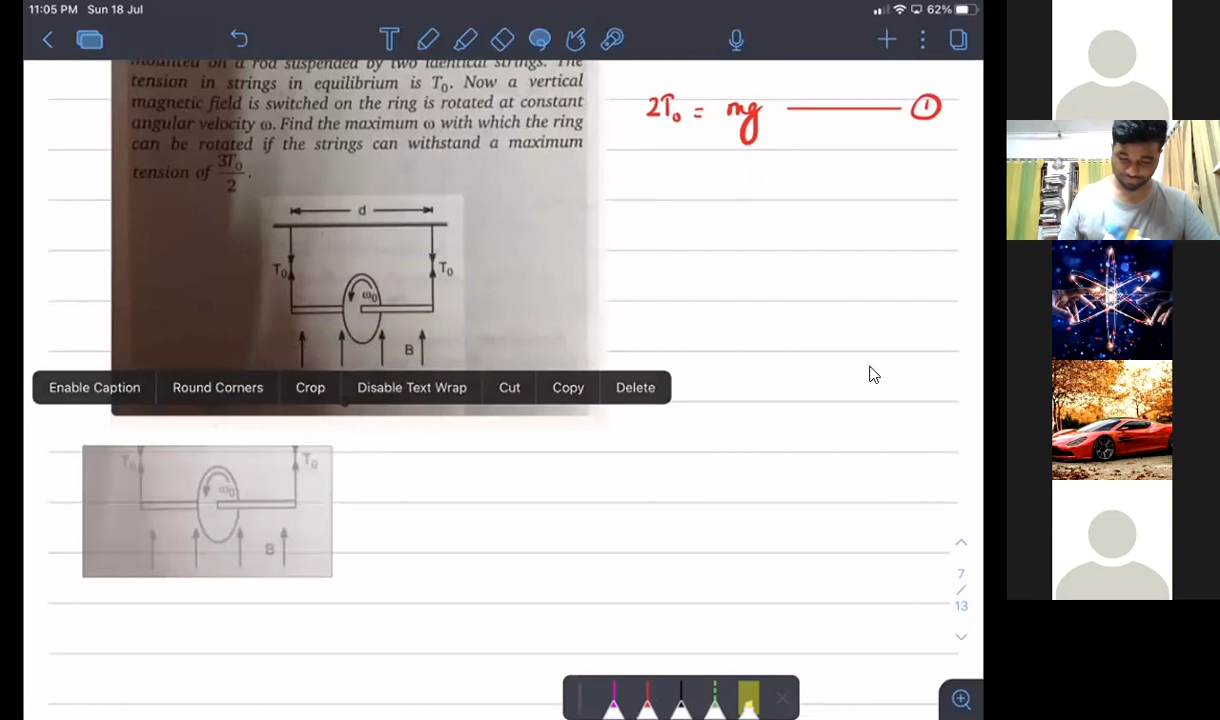 11:05 PM Sun 18 Jul
62%
mounted on a rod suspended by two identical strings. The
tension in strings in equilibrium is T₀. Now a vertical
magnetic field is switched on the ring is rotated at constant
angular velocity ω. Find the maximum ω with which the ring
can be rotated if the strings can withstand a maximum
tension of 3T₀/2.
2T₀ = mg ——— ①
d
T₀ T₀
ω₀
B
Enable Caption Round Corners Crop Disable Text Wrap Cut Copy Delete
T₀ T₀
ω₀
B
7
/
13